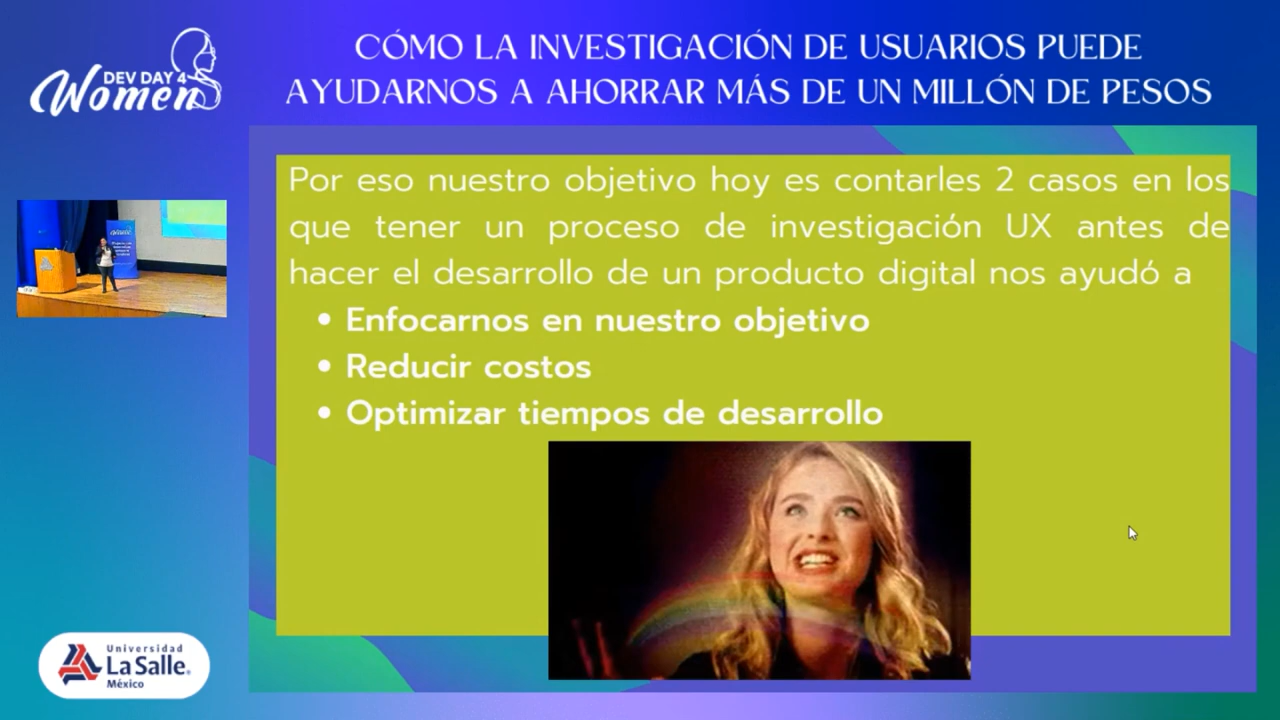 DEV DAY 4
Women
CÓMO LA INVESTIGACIÓN DE USUARIOS PUEDE
AYUDARNOS A AHORRAR MÁS DE UN MILLÓN DE PESOS
Por eso nuestro objetivo hoy es contarles 2 casos en los
que tener un proceso de investigación UX antes de
hacer el desarrollo de un producto digital nos ayudó a
• Enfocarnos en nuestro objetivo
• Reducir costos
• Optimizar tiempos de desarrollo
Universidad
La Salle®
México